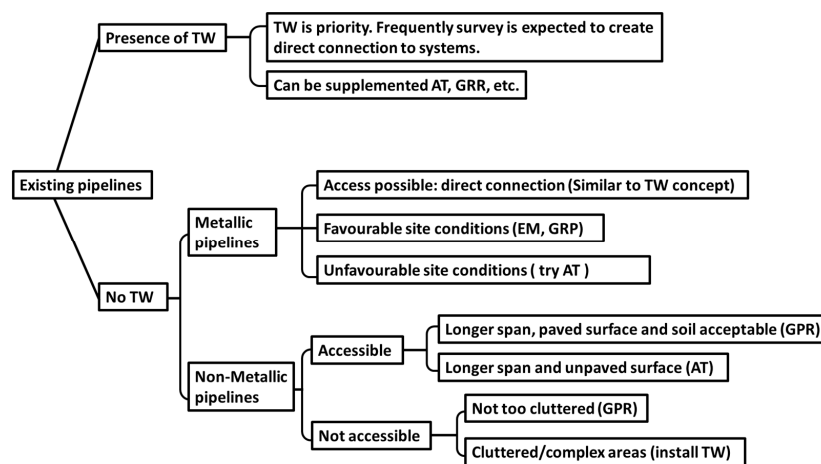 Presence of TW
TW is priority. Frequently survey is expected to create
direct connection to systems.
Can be supplemented AT, GRR, etc.
Existing pipelines
No TW
Metallic
pipelines
Access possible: direct connection (Similar to TW concept)
Favourable site conditions (EM, GRP)
Unfavourable site conditions ( try AT )
Non-Metallic
pipelines
Accessible
Longer span, paved surface and soil acceptable (GPR)
Longer span and unpaved surface (AT)
Not accessible
Not too cluttered (GPR)
Cluttered/complex areas (install TW)